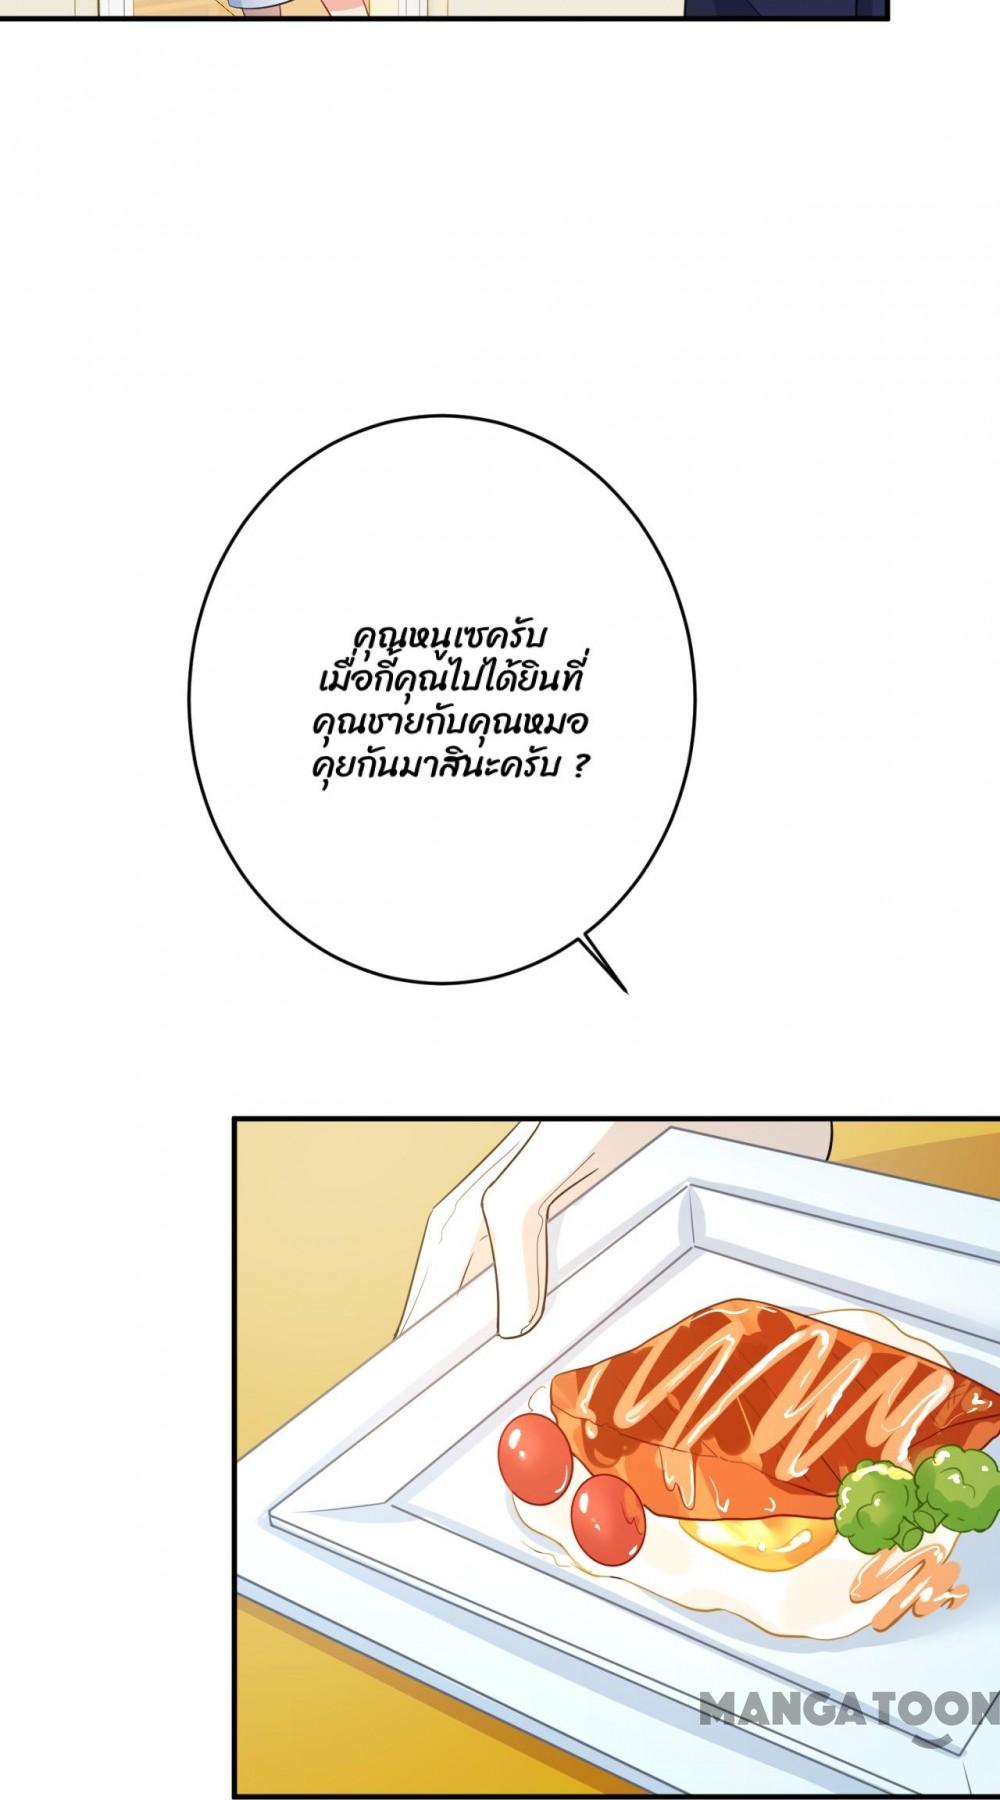 คุณหนูเซครับ
เมื่อกี้คุณไปได้ยินที่
คุณชายกับคุณหมอ
คุยกันมาสินะครับ ?
MANGATOON